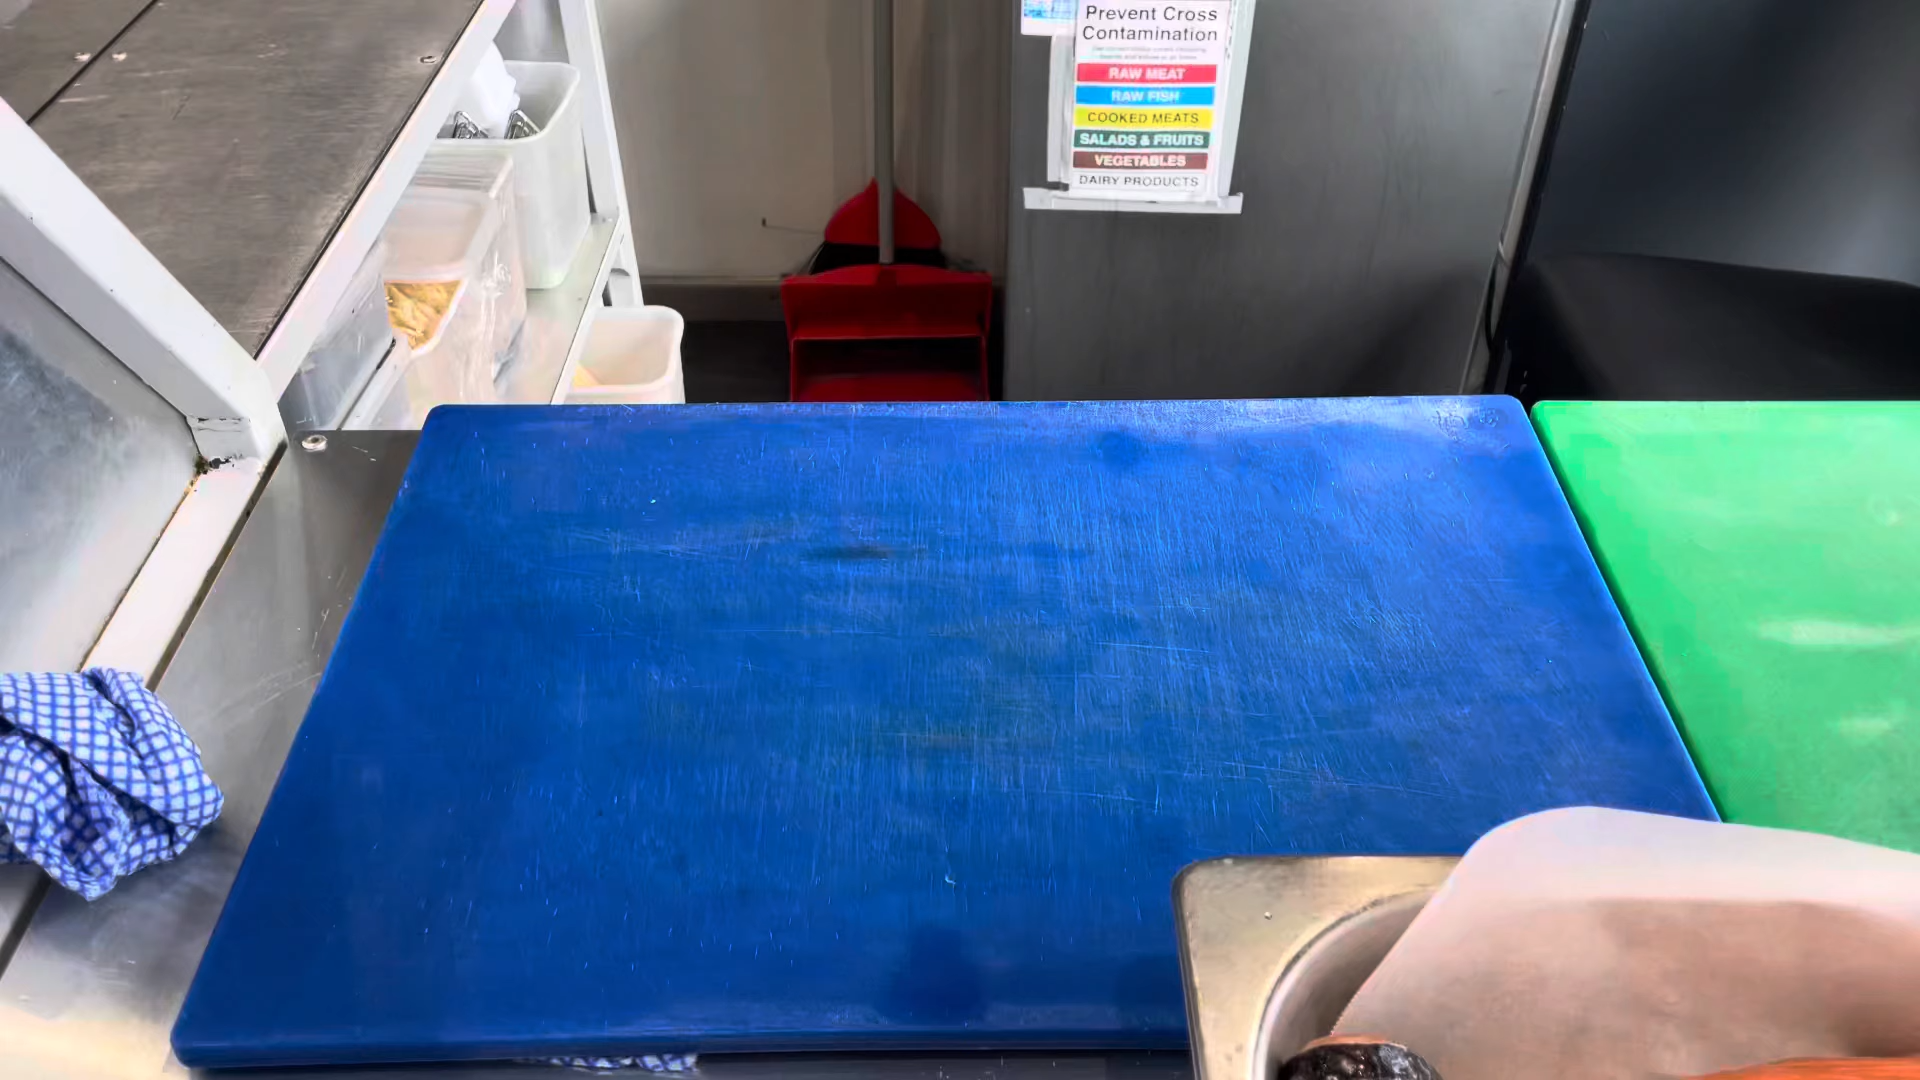 Prevent Cross
Contamination
RAW MEAT
RAW FISH
COOKED MEATS
SALADS & FRUITS
VEGETABLES
DAIRY PRODUCTS